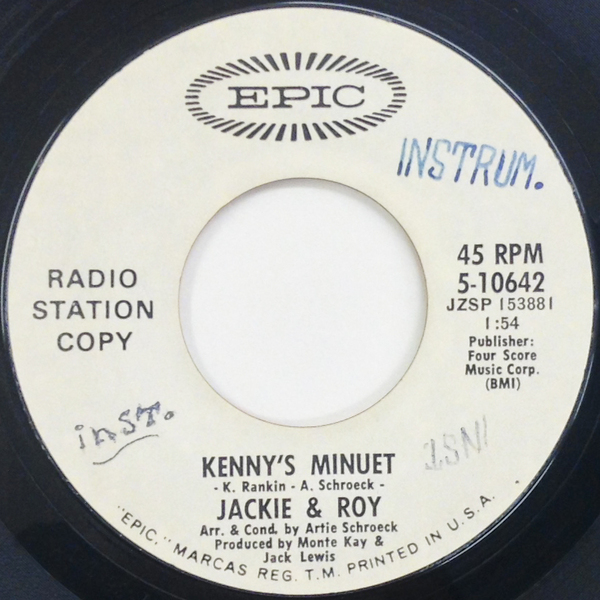 EPIC
INSTRUM.
RADIO
STATION
COPY
45 RPM
5-10642
JZSP 153881
1:54
Publisher:
Four Score
Music Corp.
(BMI)
inst.
INST
KENNY'S MINUET
- K. Rankin - A. Schroeck -
JACKIE & ROY
Arr. & Cond. by Artie Schroeck
Produced by Monte Kay &
Jack Lewis
"EPIC," MARCAS REG. T.M. PRINTED IN U.S.A.